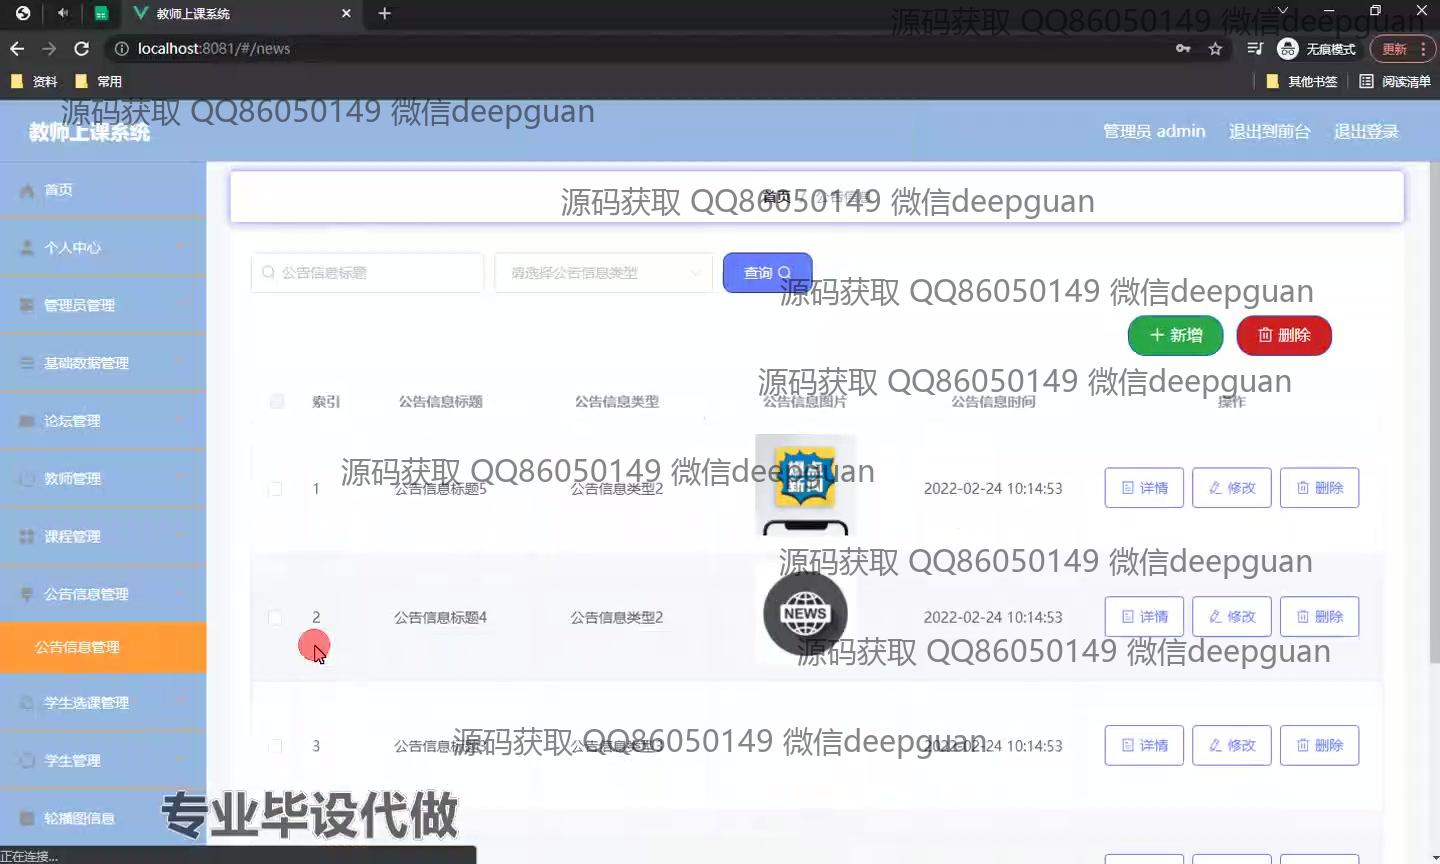 教师上课系统
源码获取 QQ86050149 微信deepguan
localhost:8081/#/news
无痕模式
更新
资料
常用
其他书签
阅读清单
源码获取 QQ86050149 微信deepguan
教师上课系统
管理员 admin
退出到前台
退出登录
首页
个人中心
管理员管理
基础数据管理
论坛管理
教师管理
课程管理
公告信息管理
公告信息管理
学生选课管理
学生管理
轮播图信息
首页
公告信息
源码获取 QQ86050149 微信deepguan
公告信息标题
请选择公告信息类型
查询
源码获取 QQ86050149 微信deepguan
新增
删除
源码获取 QQ86050149 微信deepguan
索引 公告信息标题 公告信息类型 公告信息图片 公告信息时间 操作
源码获取 QQ86050149 微信deepguan
1 公告信息标题5 公告信息类型2 新闻 2022-02-24 10:14:53 详情 修改 删除
源码获取 QQ86050149 微信deepguan
2 公告信息标题4 公告信息类型2 NEWS 2022-02-24 10:14:53 详情 修改 删除
源码获取 QQ86050149 微信deepguan
3 公告信息标题3 公告信息类型3 2022-02-24 10:14:53 详情 修改 删除
源码获取 QQ86050149 微信deepguan
专业毕设代做
正在连接...